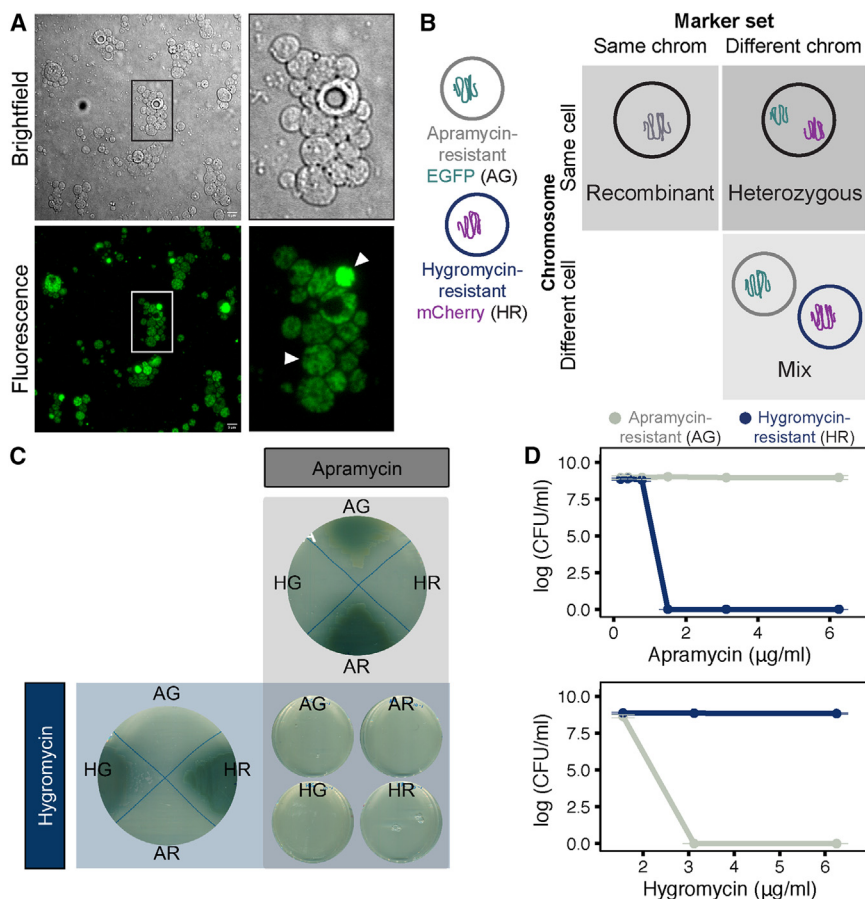 A
Brightfield
Fluorescence
B
Apramycin-
resistant
EGFP (AG)
Hygromycin-
resistant
mCherry (HR)
Marker set
Same chrom
Different chrom
Chromosome
Same cell
Different cell
Recombinant
Heterozygous
Mix
C
Apramycin
AG
HG
HR
AR
Hygromycin
AG
HG
HR
AR
AG
AR
HG
HR
D
Apramycin-
resistant (AG)
Hygromycin-
resistant (HR)
log (CFU/ml)
10.0
7.5
5.0
2.5
0.0
0
2
4
6
Apramycin (µg/ml)
log (CFU/ml)
10.0
7.5
5.0
2.5
0.0
2
3
4
5
6
Hygromycin (µg/ml)